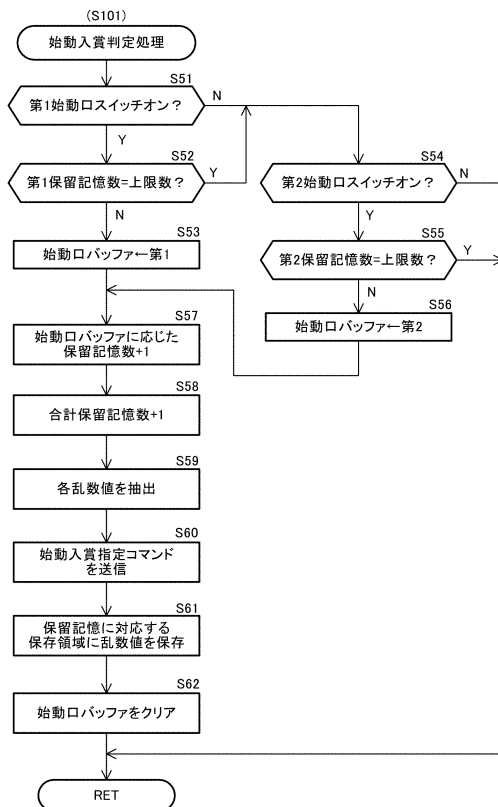 (S101)
始動入賞判定処理
S51
第1始動口スイッチオン?
N
Y
S52
第1保留記憶数=上限数?
Y
N
S53
始動口バッファ←第1
S54
第2始動口スイッチオン?
N
Y
S55
第2保留記憶数=上限数?
Y
N
S56
始動口バッファ←第2
S57
始動口バッファに応じた
保留記憶数+1
S58
合計保留記憶数+1
S59
各乱数値を抽出
S60
始動入賞指定コマンド
を送信
S61
保留記憶に対応する
保存領域に乱数値を保存
S62
始動口バッファをクリア
RET